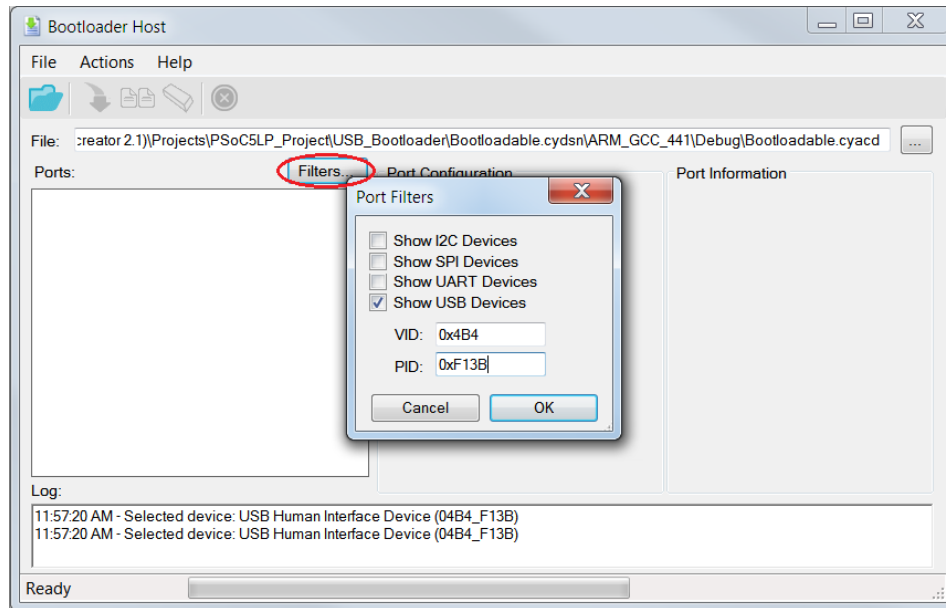 Bootloader Host
File Actions Help
File: :reator 2.1)\Projects\PSoC5LP_Project\USB_Bootloader\Bootloadable.cydsn\ARM_GCC_441\Debug\Bootloadable.cyacd ...
Ports: Filters... Port Configuration Port Information
Port Filters
Show I2C Devices
Show SPI Devices
Show UART Devices
Show USB Devices
VID: 0x4B4
PID: 0xF13B
Cancel OK
Log:
11:57:20 AM - Selected device: USB Human Interface Device (04B4_F13B)
11:57:20 AM - Selected device: USB Human Interface Device (04B4_F13B)
Ready